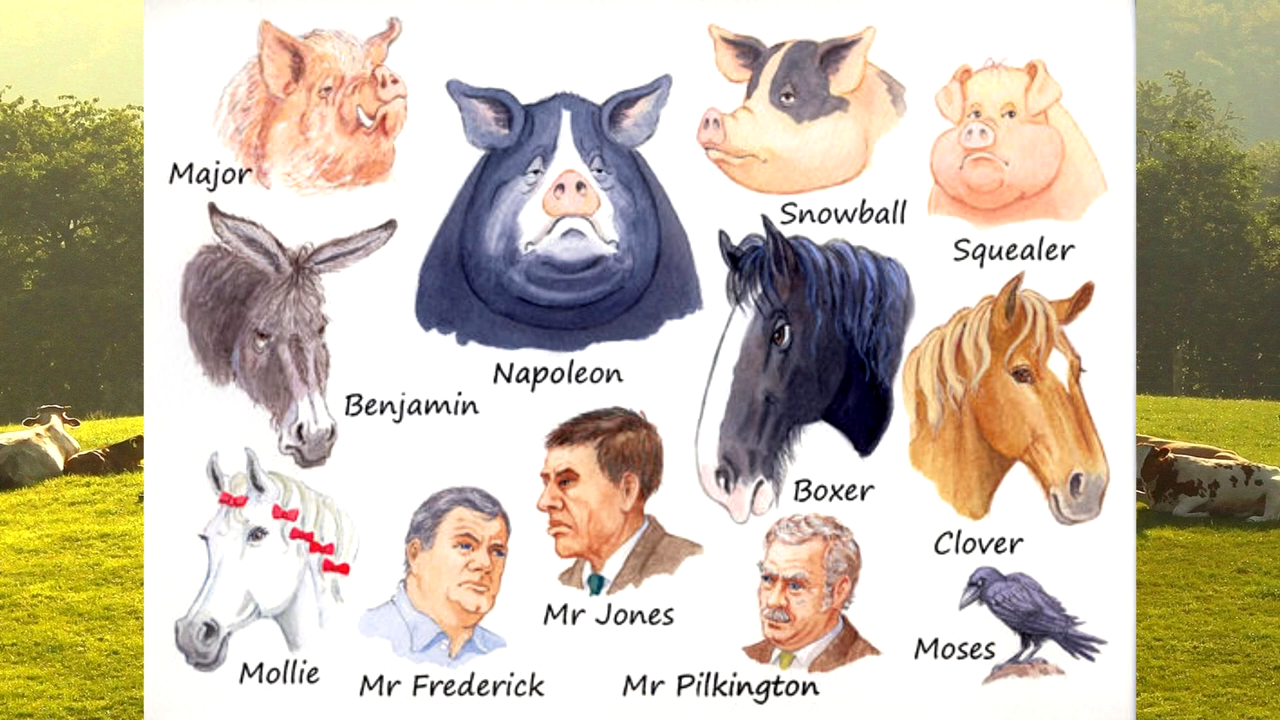 Major
Snowball
Squealer
Napoleon
Benjamin
Boxer
Clover
Mr Jones
Moses
Mollie
Mr Frederick
Mr Pilkington